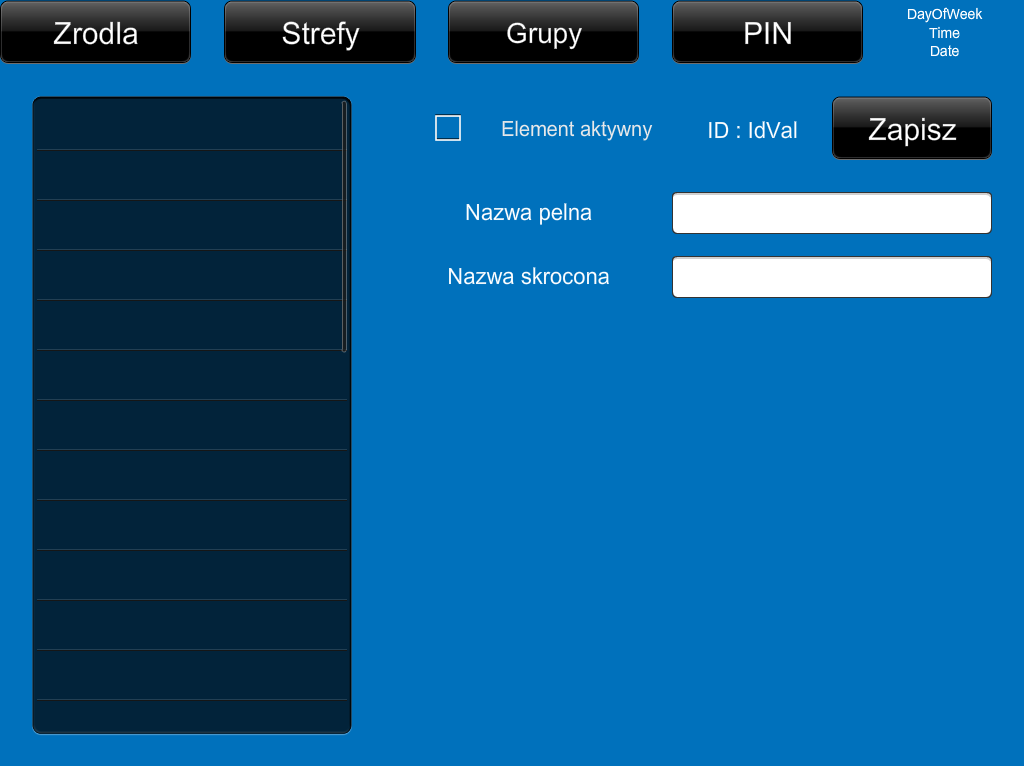 Zrodla
Strefy
Grupy
PIN
DayOfWeek
Time
Date
Element aktywny
ID : IdVal
Zapisz
Nazwa pelna
Nazwa skrocona